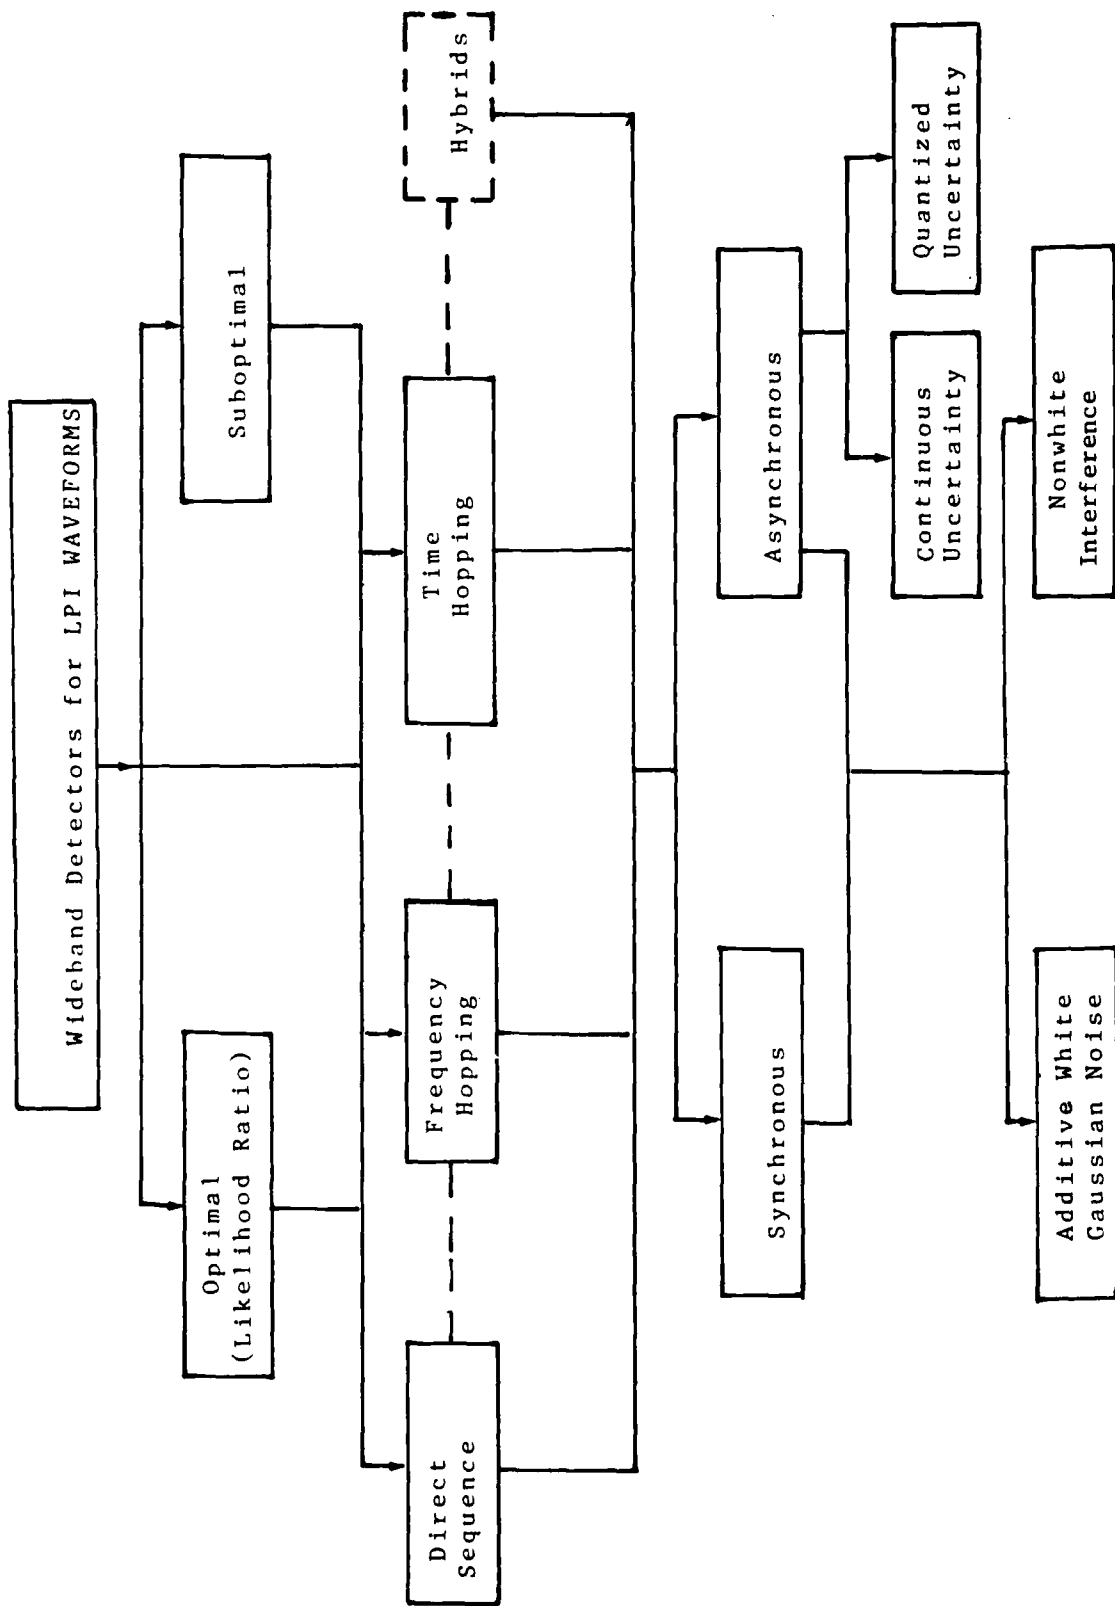 Wideband Detectors for LPI WAVEFORMS
Optimal
(Likelihood Ratio)
Suboptimal
Direct
Sequence
Frequency
Hopping
Time
Hopping
Hybrids
Synchronous
Asynchronous
Continuous
Uncertainty
Quantized
Uncertainty
Additive White
Gaussian Noise
Nonwhite
Interference